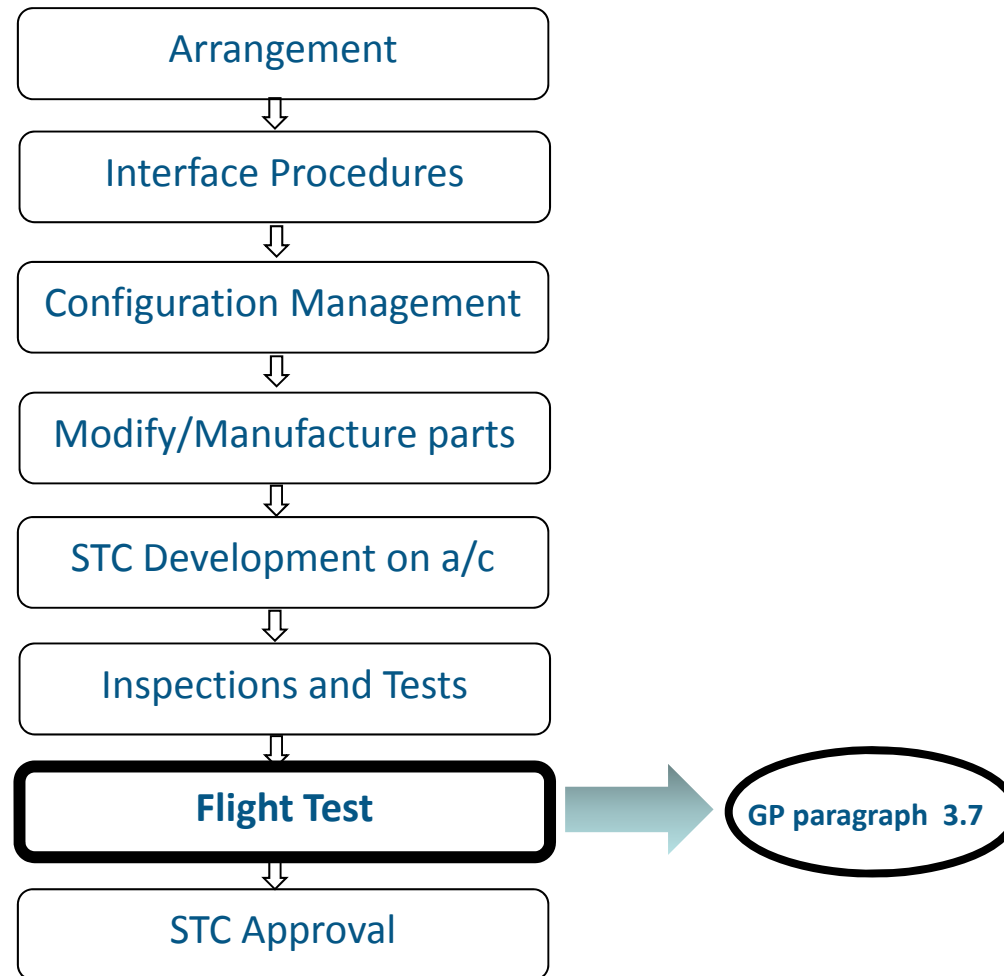 Arrangement
Interface Procedures
Configuration Management
Modify/Manufacture parts
STC Development on a/c
Inspections and Tests
Flight Test
GP paragraph 3.7
STC Approval